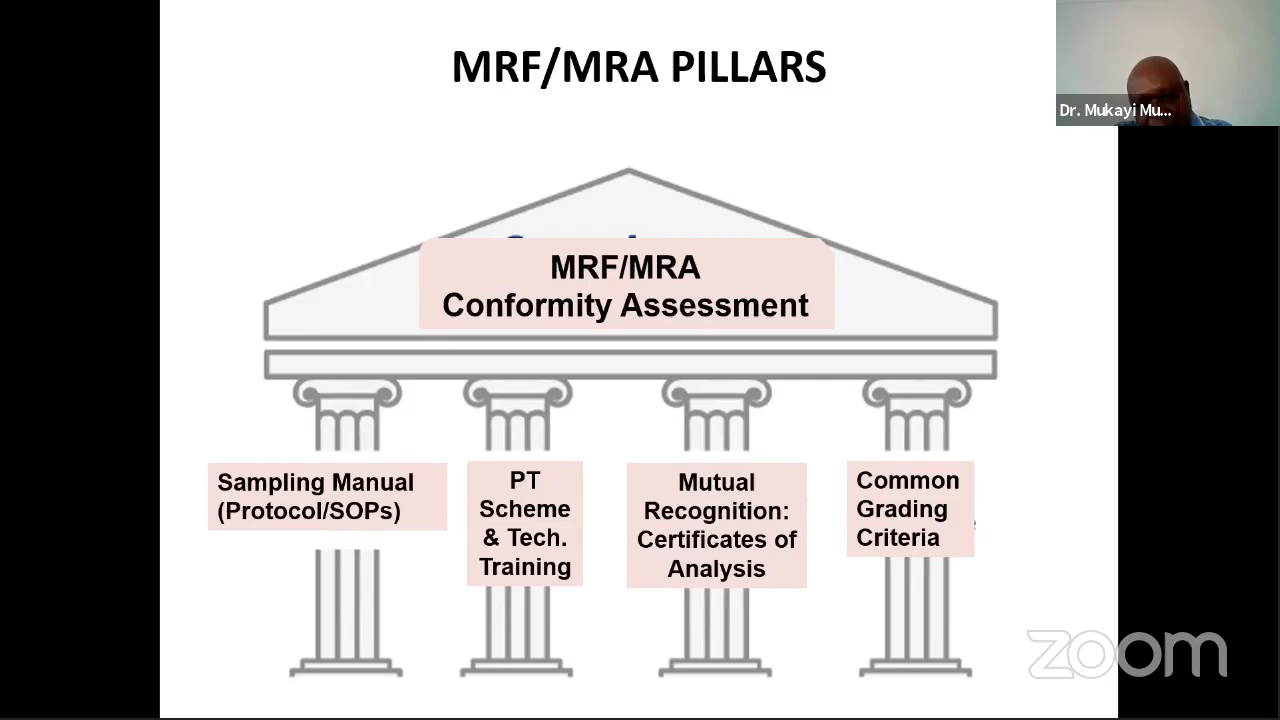 MRF/MRA PILLARS
Dr. Mukayi Mu...
MRF/MRA
Conformity Assessment
Sampling Manual
(Protocol/SOPs)
PT
Scheme
& Tech.
Training
Mutual
Recognition:
Certificates of
Analysis
Common
Grading
Criteria
zoom